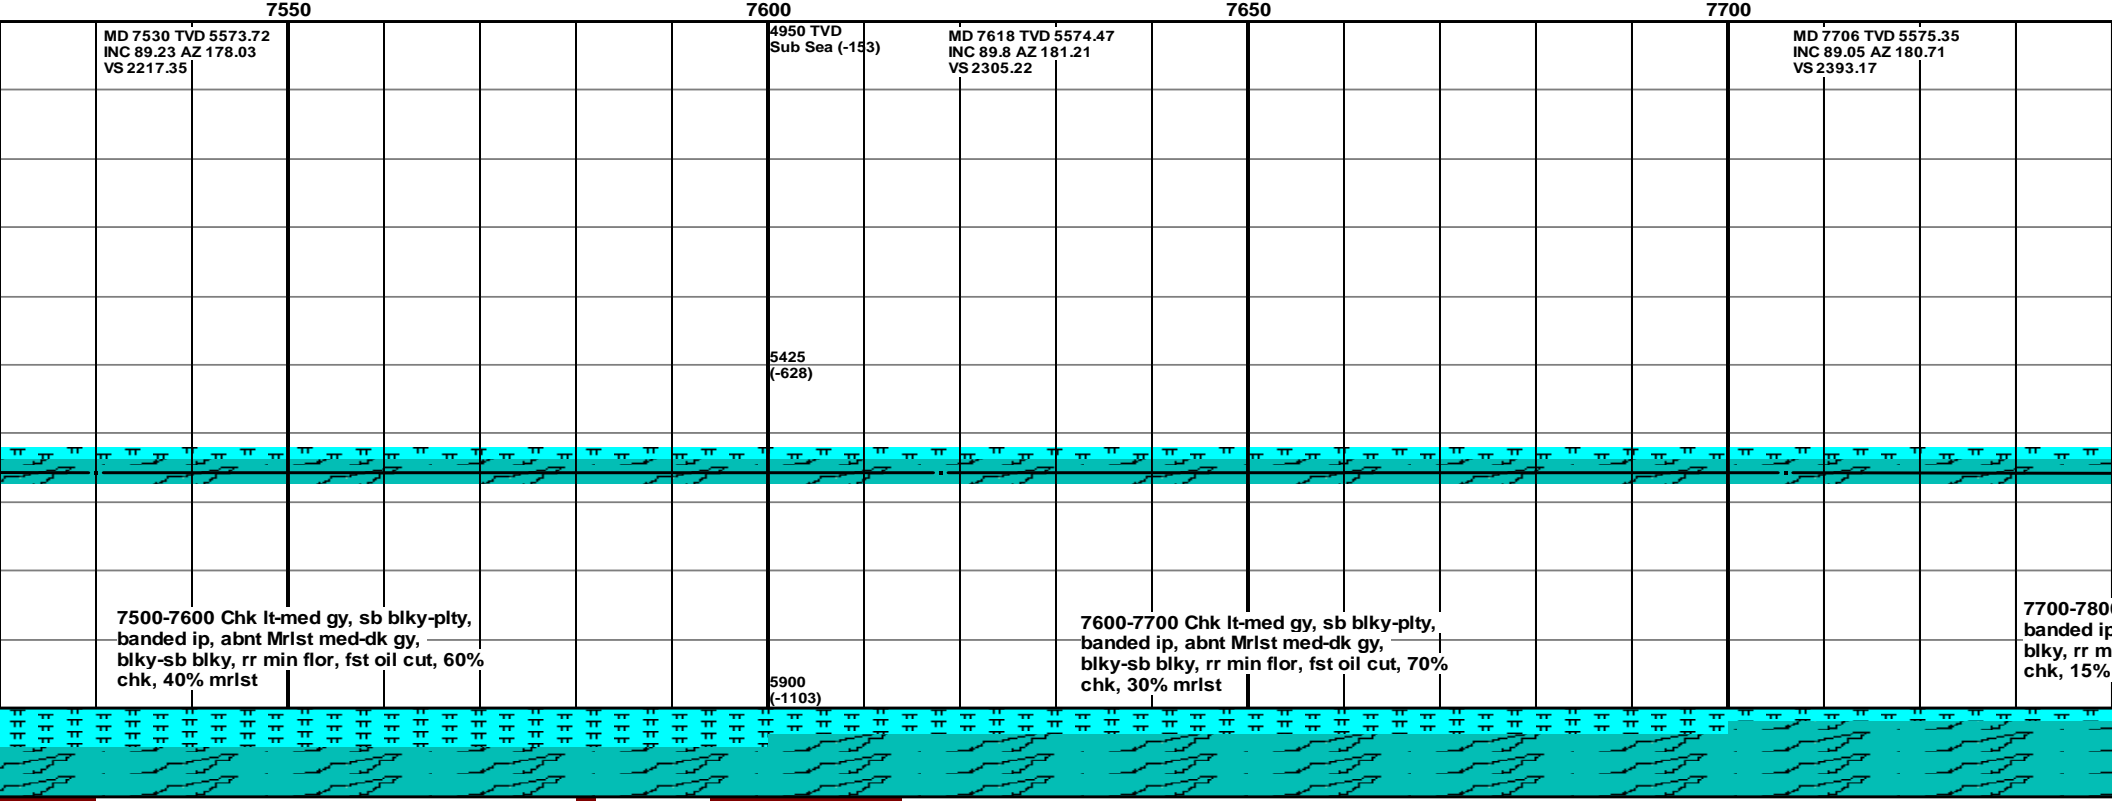 7550
7600
7650
7700
MD 7530 TVD 5573.72
INC 89.23 AZ 178.03
VS 2217.35
4950 TVD
Sub Sea (-153)
MD 7618 TVD 5574.47
INC 89.8 AZ 181.21
VS 2305.22
MD 7706 TVD 5575.35
INC 89.05 AZ 180.71
VS 2393.17
5425
(-628)
7500-7600 Chk lt-med gy, sb blky-plty,
banded ip, abnt Mrlst med-dk gy,
blky-sb blky, rr min flor, fst oil cut, 60%
chk, 40% mrlst
5900
(-1103)
7600-7700 Chk lt-med gy, sb blky-plty,
banded ip, abnt Mrlst med-dk gy,
blky-sb blky, rr min flor, fst oil cut, 70%
chk, 30% mrlst
7700-780
banded ip
blky, rr m
chk, 15%